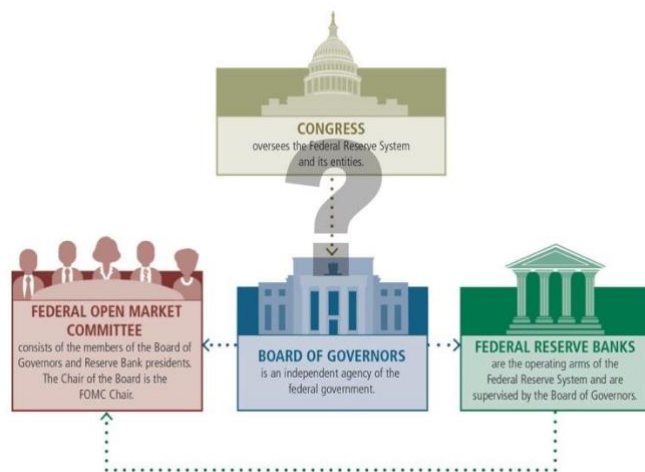 CONGRESS
oversees the Federal Reserve System
and its entities.
?
FEDERAL OPEN MARKET
COMMITTEE
consists of the members of the Board of
Governors and Reserve Bank presidents.
The Chair of the Board is the
FOMC Chair.
BOARD OF GOVERNORS
is an independent agency of the
federal government.
FEDERAL RESERVE BANKS
are the operating arms of the
Federal Reserve System and are
supervised by the Board of Governors.